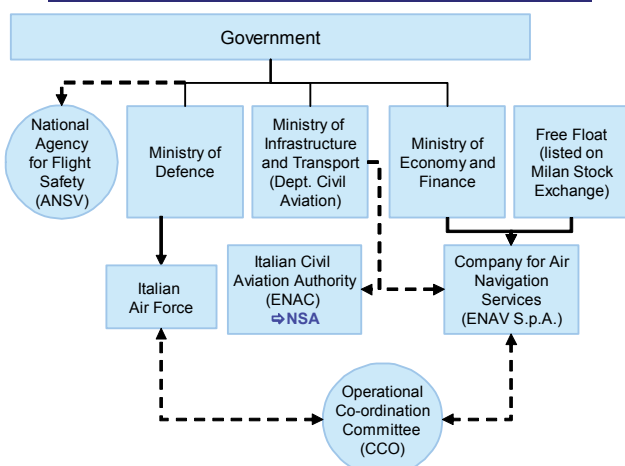 Government
National
Agency
for Flight
Safety
(ANSV)
Ministry of
Defence
Ministry of
Infrastructure
and Transport
(Dept. Civil
Aviation)
Ministry of
Economy and
Finance
Free Float
(listed on
Milan Stock
Exchange)
Italian
Air Force
Italian Civil
Aviation Authority
(ENAC)
⇨NSA
Company for Air
Navigation
Services
(ENAV S.p.A.)
Operational
Co-ordination
Committee
(CCO)